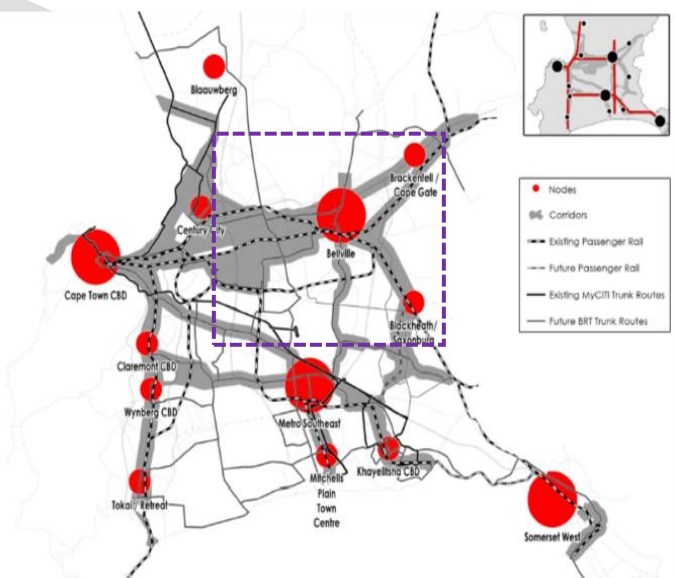 Blaauwberg
Brackenfell /
Cape Gate
Century City
Bellville
Cape Town CBD
Blackheath/
Saxonburg
Claremont CBD
Wynberg CBD
Metro Southeast
Tokai / Retreat
Mitchells
Plain
Town
Centre
Khayelitsha CBD
Somerset West
Nodes
Corridors
Existing Passenger Rail
Future Passenger Rail
Existing MyCiTi Trunk Routes
Future BRT Trunk Routes